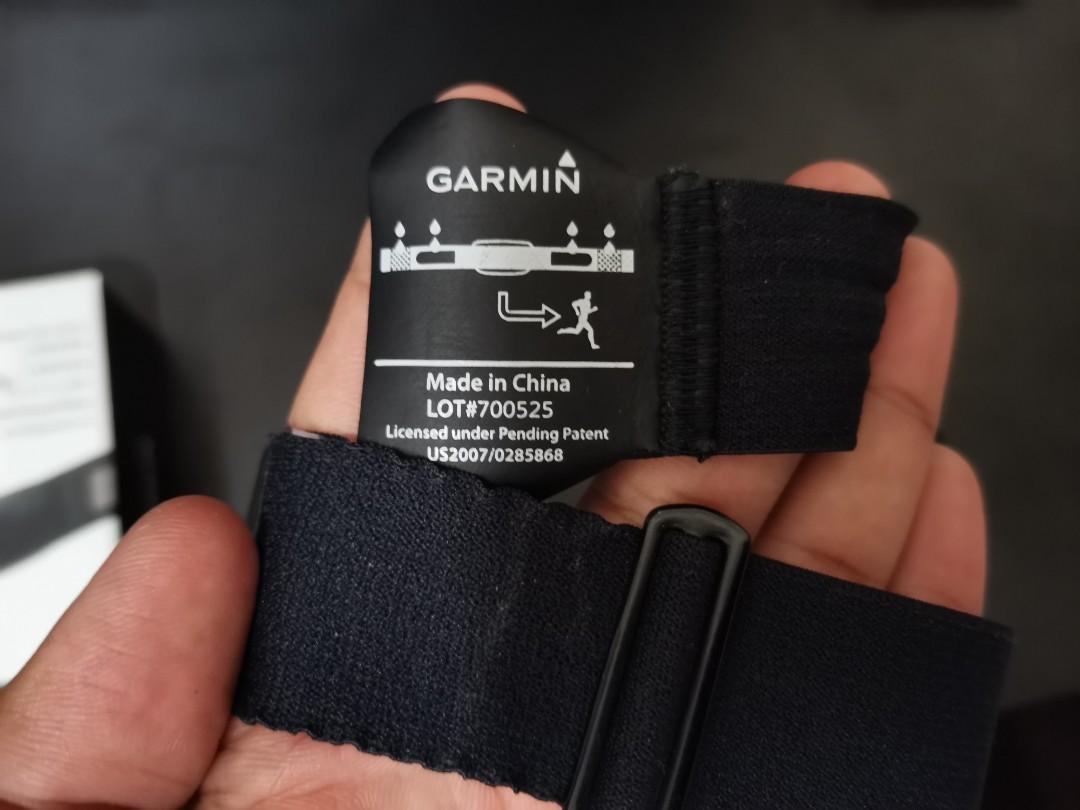 GARMIN
Made in China
LOT#700525
Licensed under Pending Patent
US2007/0285868